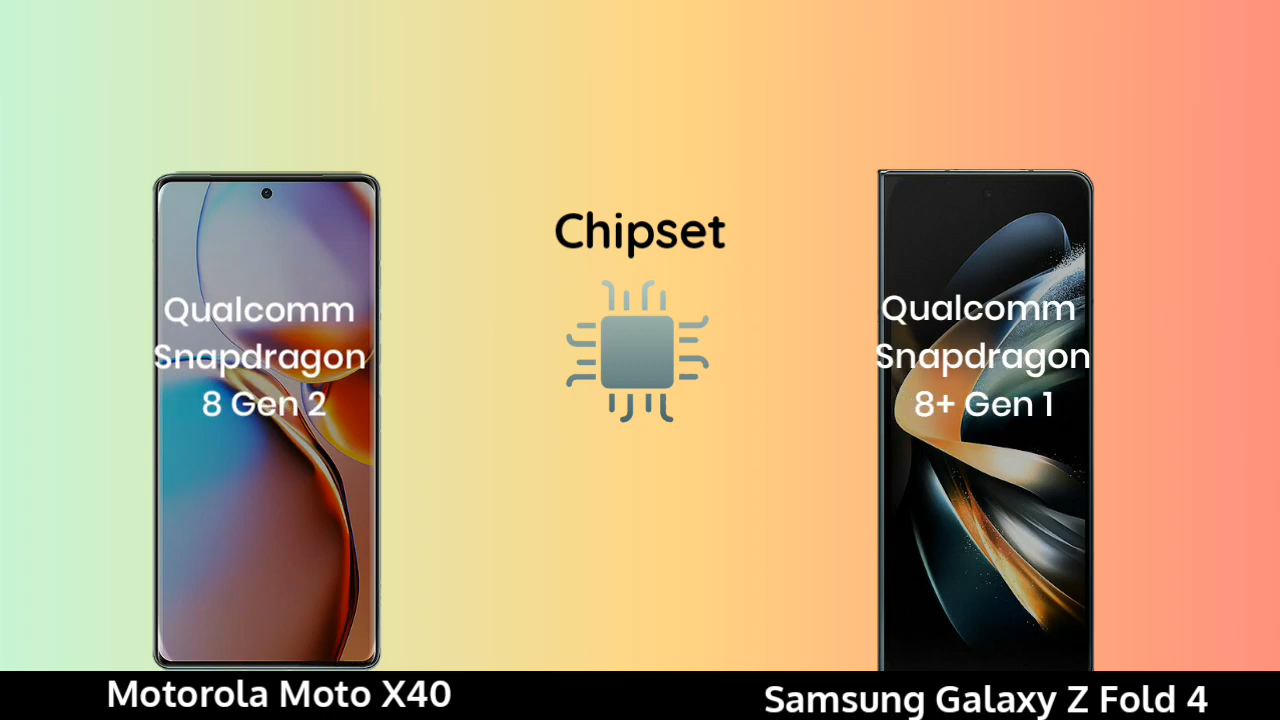 Chipset
Qualcomm
Snapdragon
8 Gen 2
Qualcomm
Snapdragon
8+ Gen 1
Motorola Moto X40
Samsung Galaxy Z Fold 4